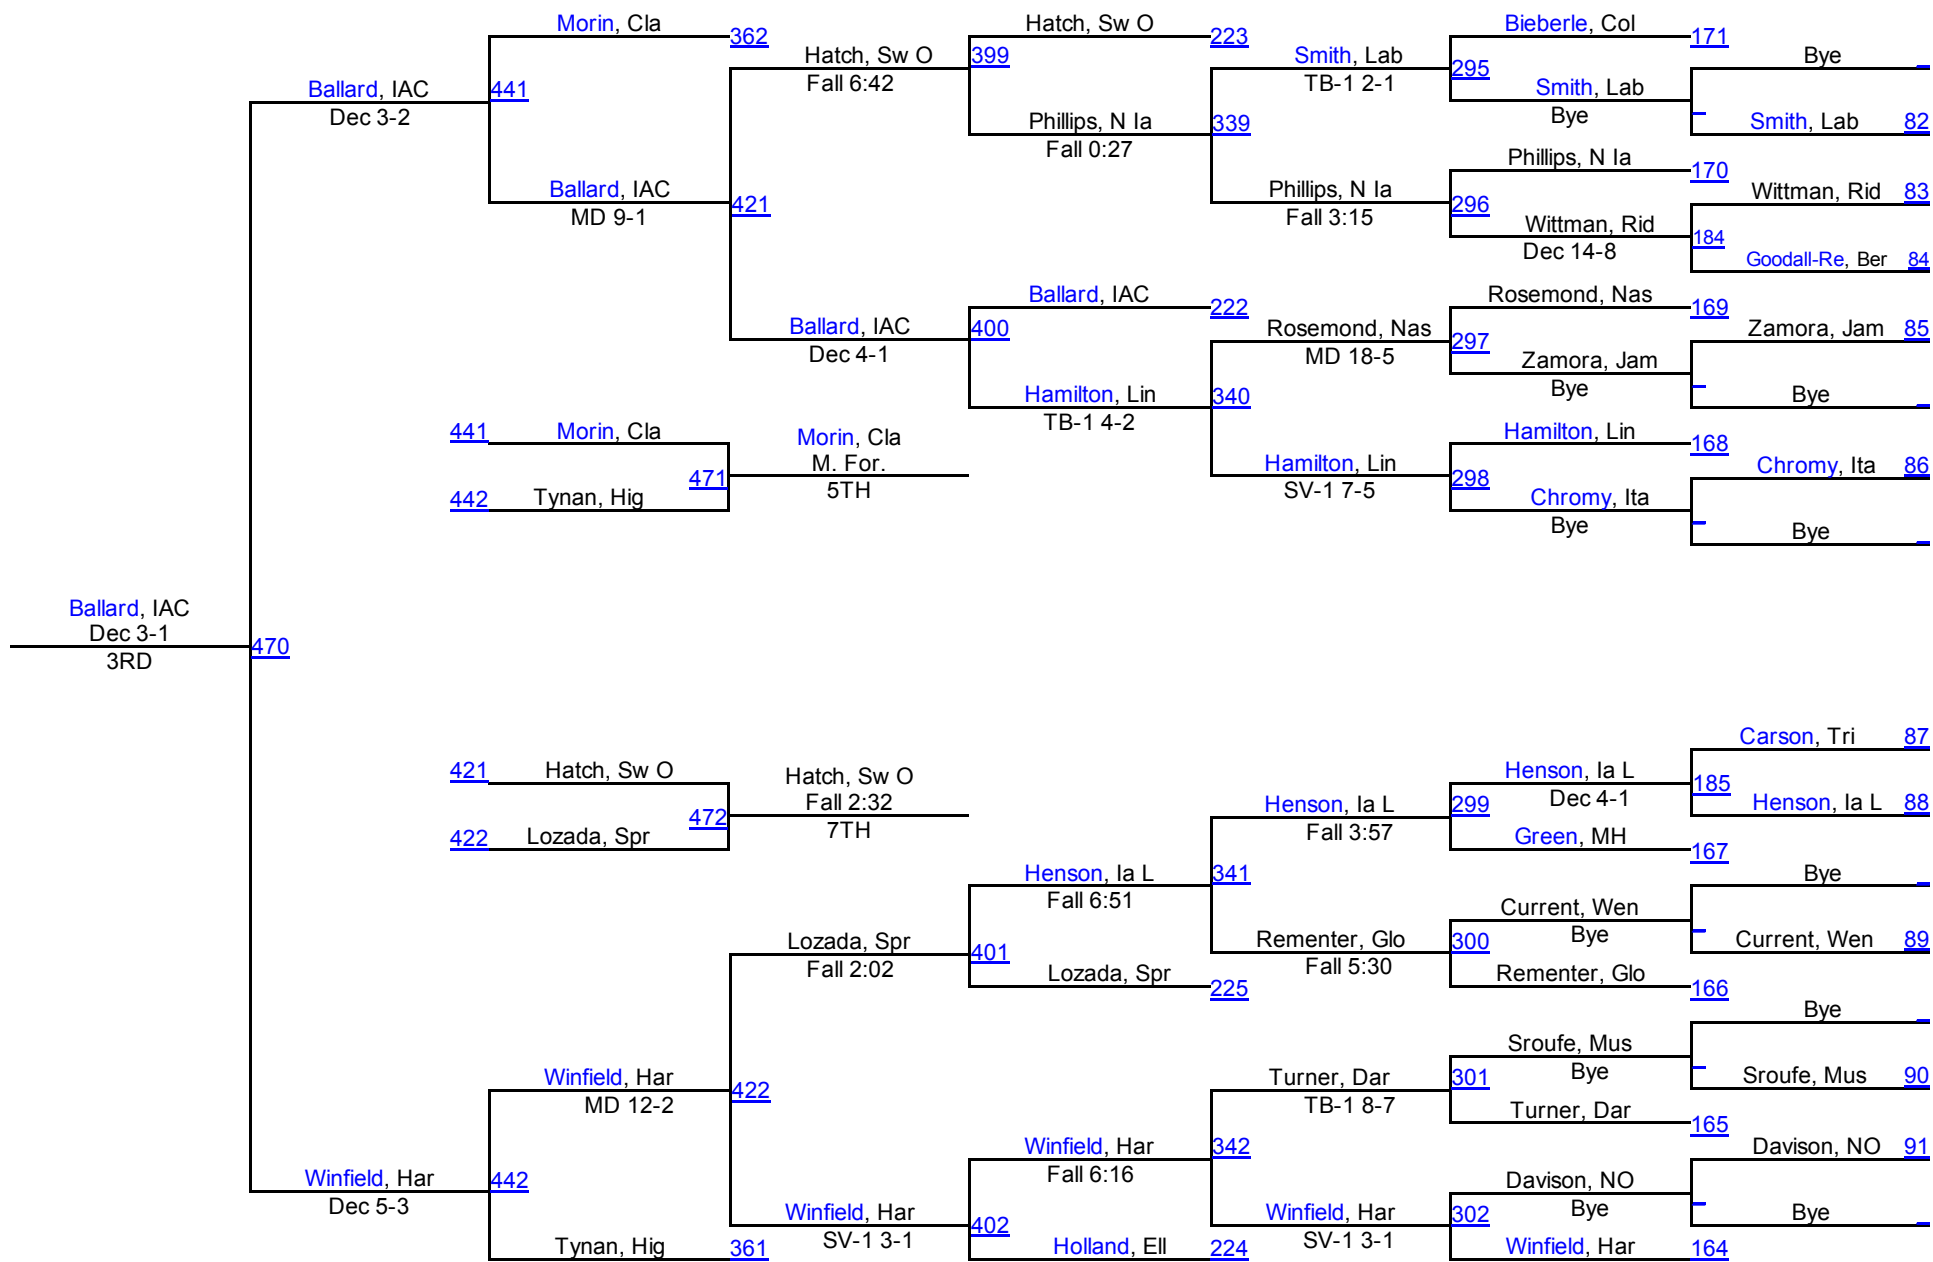 Morin, Cla
362
Ballard, IAC
441
Dec 3-2
Ballard, IAC
MD 9-1
Hatch, Sw O
399
Fall 6:42
421
Ballard, IAC
400
Dec 4-1
Hatch, Sw O
223
Phillips, N Ia
339
Fall 0:27
Ballard, IAC
222
Hamilton, Lin
340
TB-1 4-2
Smith, Lab
295
TB-1 2-1
Phillips, N Ia
296
Fall 3:15
Rosemond, Nas
297
MD 18-5
Hamilton, Lin
298
SV-1 7-5
Bieberle, Col
171
Smith, Lab
Bye
Phillips, N Ia
170
Wittman, Rid
184
Dec 14-8
Rosemond, Nas
169
Zamora, Jam
Bye
Hamilton, Lin
168
Chromy, Ita
Bye
Bye
Smith, Lab
82
Wittman, Rid
83
Goodall-Re, Ber
84
Zamora, Jam
85
Bye
Chromy, Ita
86
Bye
441
Morin, Cla
442
Tynan, Hig
471
Morin, Cla
M. For.
5TH
Ballard, IAC
Dec 3-1
470
3RD
421
Hatch, Sw O
422
Lozada, Spr
472
Hatch, Sw O
Fall 2:32
7TH
Winfield, Har
442
Dec 5-3
Winfield, Har
422
MD 12-2
Tynan, Hig
361
Lozada, Spr
401
Fall 2:02
Winfield, Har
402
SV-1 3-1
Henson, Ia L
341
Fall 6:51
Lozada, Spr
225
Winfield, Har
342
Fall 6:16
Holland, Ell
224
Henson, Ia L
299
Fall 3:57
Rementer, Glo
300
Fall 5:30
Turner, Dar
301
TB-1 8-7
Winfield, Har
302
SV-1 3-1
Henson, Ia L
185
Dec 4-1
Green, MH
167
Current, Wen
Bye
Rementer, Glo
166
Sroufe, Mus
Bye
Turner, Dar
165
Davison, NO
Bye
Winfield, Har
164
Carson, Tri
87
Henson, Ia L
88
Bye
Current, Wen
89
Bye
Sroufe, Mus
90
Davison, NO
91
Bye